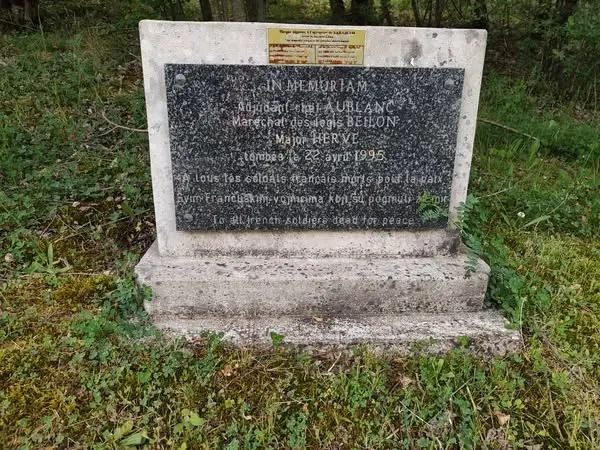 IN MEMORIAM
Adjudant chef AUBLANC
Maréchal des logis BEILON
Major HERVE
tombés le 22 avril 1995
A tous les soldats français morts pour la paix
Svim Francuskim vojnicima koji su poginuli za mir
To all french soldiers dead for peace